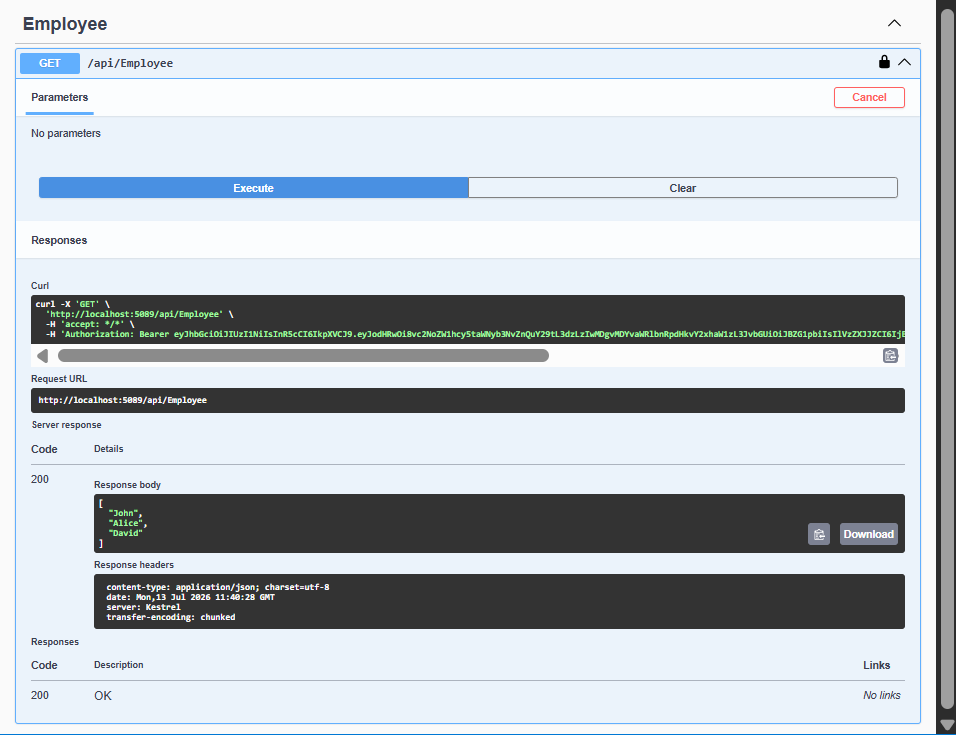 Employee
GET /api/Employee
Parameters Cancel
No parameters
Execute Clear
Responses
Curl
curl -X 'GET' \
'http://localhost:5089/api/Employee' \
-H 'accept: */*' \
-H 'Authorization: Bearer
Request URL
http://localhost:5089/api/Employee
Server response
Code Details
200
Response body
[
"John",
"Alice",
"David"
]
Download
Response headers
content-type: application/json; charset=utf-8
date: Mon,13 Jul 2026 11:40:28 GMT
server: Kestrel
transfer-encoding: chunked
Responses
Code Description Links
200 OK No links